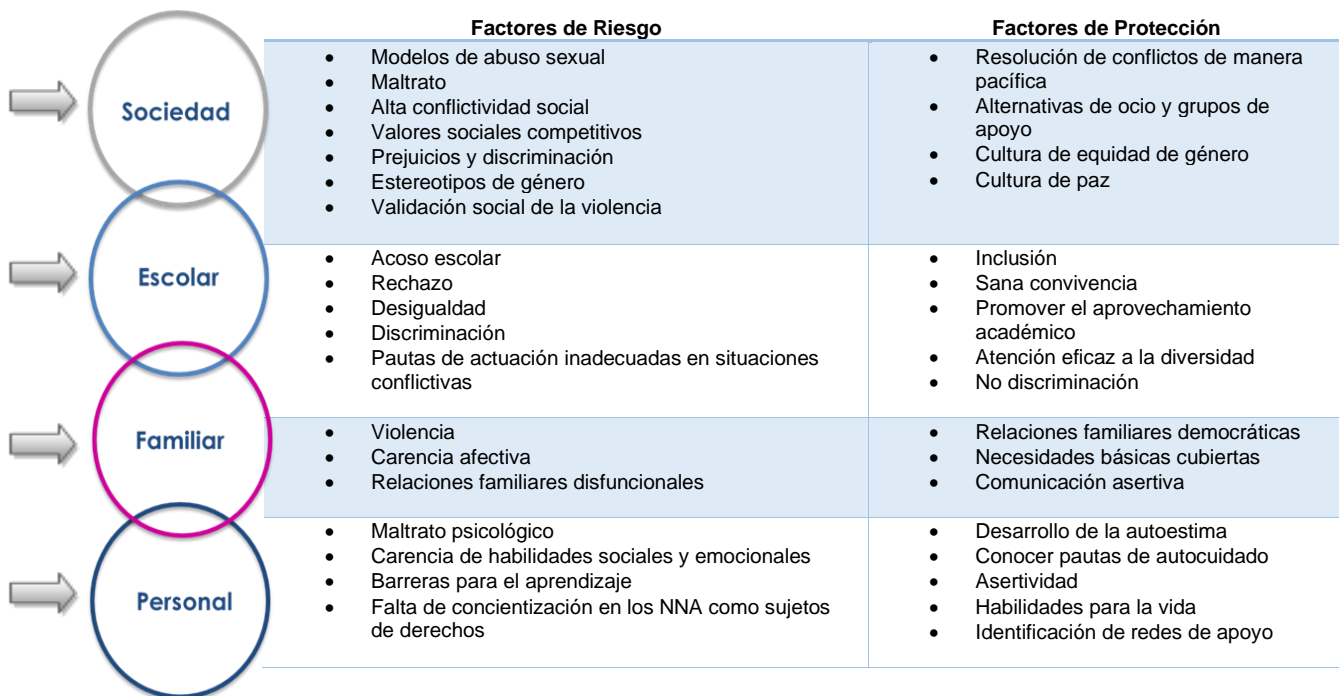 Factores de Riesgo
Factores de Protección
Sociedad
• Modelos de abuso sexual
• Maltrato
• Alta conflictividad social
• Valores sociales competitivos
• Prejuicios y discriminación
• Estereotipos de género
• Validación social de la violencia
• Resolución de conflictos de manera
pacífica
• Alternativas de ocio y grupos de
apoyo
• Cultura de equidad de género
• Cultura de paz
Escolar
• Acoso escolar
• Rechazo
• Desigualdad
• Discriminación
• Pautas de actuación inadecuadas en situaciones
conflictivas
• Inclusión
• Sana convivencia
• Promover el aprovechamiento
académico
• Atención eficaz a la diversidad
• No discriminación
Familiar
• Violencia
• Carencia afectiva
• Relaciones familiares disfuncionales
• Relaciones familiares democráticas
• Necesidades básicas cubiertas
• Comunicación asertiva
Personal
• Maltrato psicológico
• Carencia de habilidades sociales y emocionales
• Barreras para el aprendizaje
• Falta de concientización en los NNA como sujetos
de derechos
• Desarrollo de la autoestima
• Conocer pautas de autocuidado
• Asertividad
• Habilidades para la vida
• Identificación de redes de apoyo